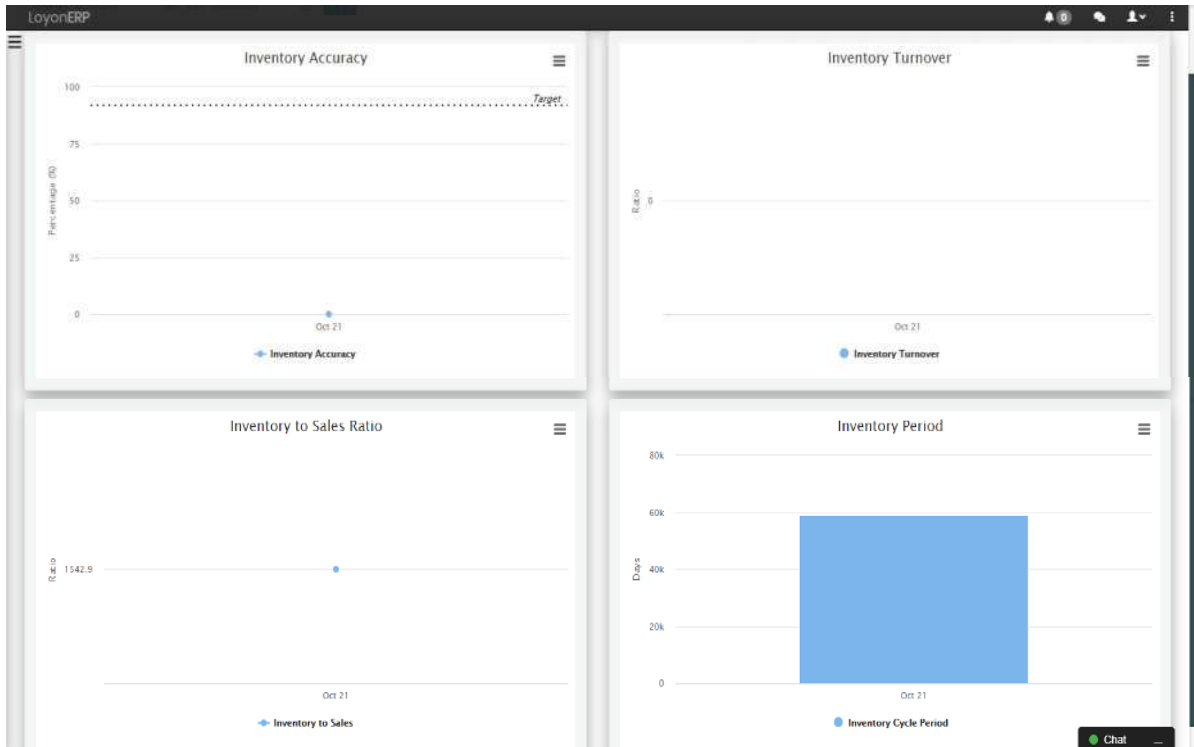 LoyonERP
0
Inventory Accuracy
100
Target
75
50
25
0
Percentage (%)
Oct 21
Inventory Accuracy
Inventory Turnover
Ratio
0
Oct 21
Inventory Turnover
Inventory to Sales Ratio
Ratio
1542.9
Oct 21
Inventory to Sales
Inventory Period
80k
60k
40k
20k
0
Days
Oct 21
Inventory Cycle Period
Chat